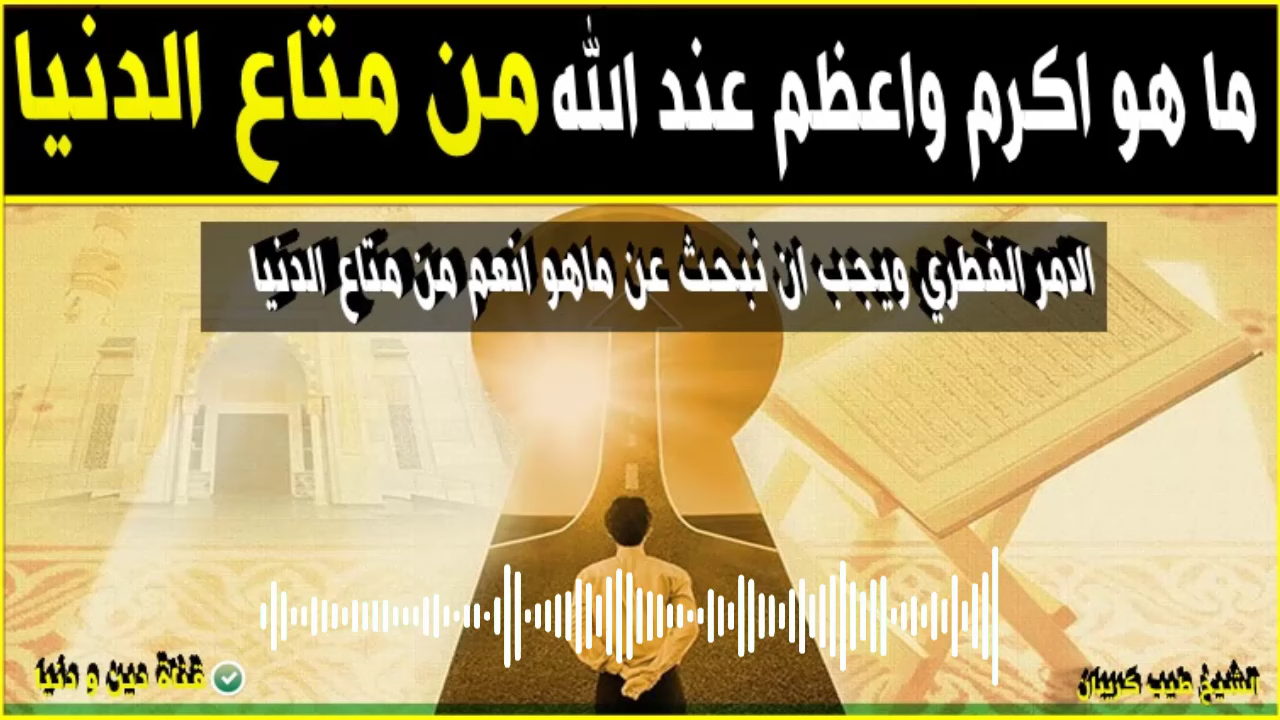 ما هو اكرم واعظم عند الله من متاع الدنيا
الامر الفطري ويجب ان نبحث عن ماهو انعم من متاع الدنيا
الشيخ طيب كريبان
قناة دين و دنيا